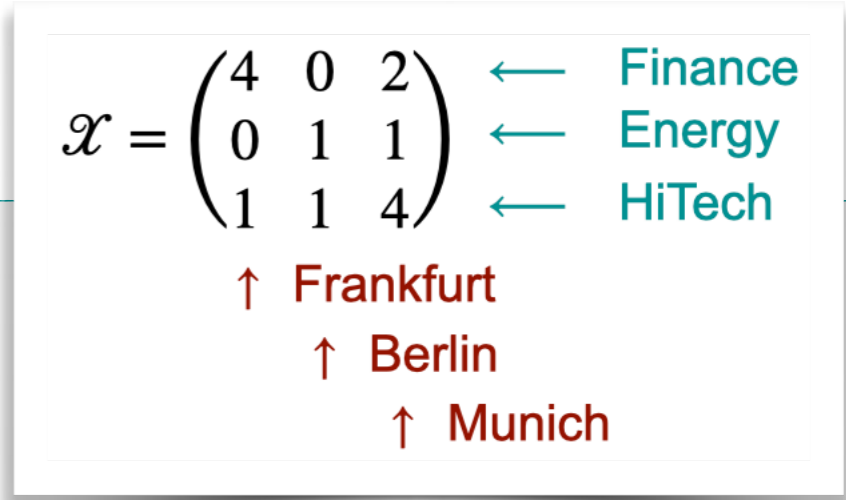 4 0 2 ← Finance
𝒳 = 0 1 1 ← Energy
1 1 4 ← HiTech
↑ Frankfurt
↑ Berlin
↑ Munich